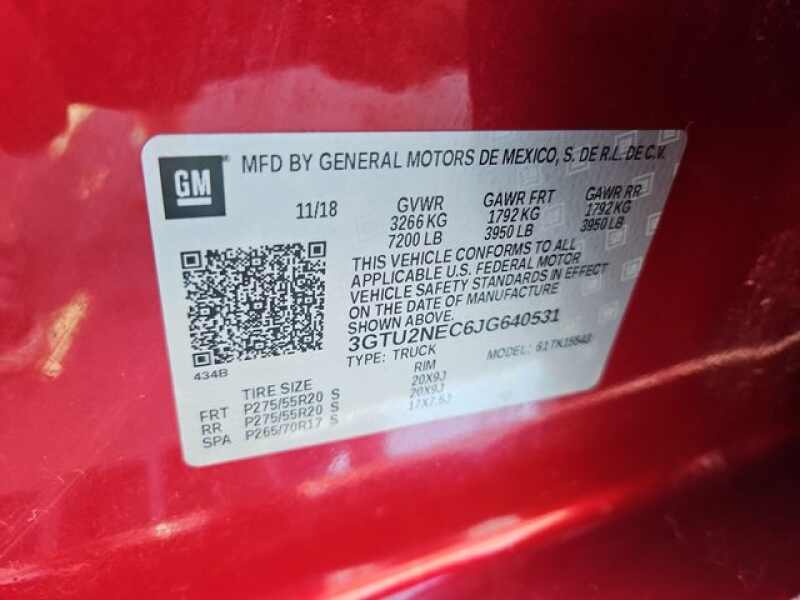 GM
MFD BY GENERAL MOTORS DE MEXICO, S. DE R.L. DE C.V.
11/18 GVWR GAWR FRT GAWR RR
3266 KG 1792 KG 1792 KG
7200 LB 3950 LB 3950 LB
THIS VEHICLE CONFORMS TO ALL
APPLICABLE U.S. FEDERAL MOTOR
VEHICLE SAFETY STANDARDS IN EFFECT
ON THE DATE OF MANUFACTURE
SHOWN ABOVE.
3GTU2NEC6JG640531
TYPE: TRUCK MODEL:
434B
TIRE SIZE RIM
FRT P275/55R20 S 20X9J
RR P275/55R20 S 20X9J
SPA P265/70R17 S 17X7.5J